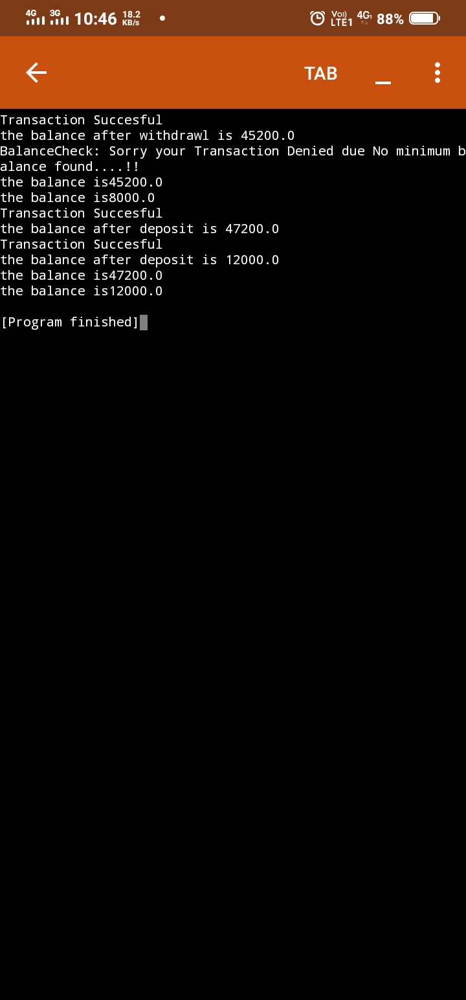 4G 3G 10:46 18.2 KB/s Vo)) LTE1 4G1 88%
TAB _
Transaction Succesful
the balance after withdrawl is 45200.0
BalanceCheck: Sorry your Transaction Denied due No minimum b
alance found....!!
the balance is45200.0
the balance is8000.0
Transaction Succesful
the balance after deposit is 47200.0
Transaction Succesful
the balance after deposit is 12000.0
the balance is47200.0
the balance is12000.0
[Program finished]